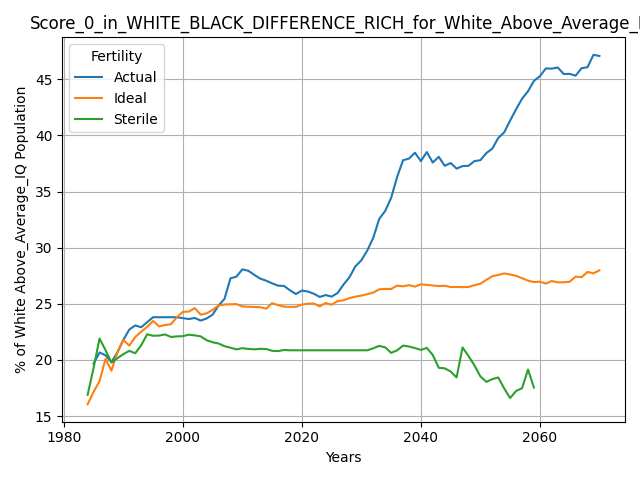 Score_0_in_WHITE_BLACK_DIFFERENCE_RICH_for_White_Above_Average_I
Fertility
Actual
Ideal
Sterile
% of White Above_Average_IQ Population
45
40
35
30
25
20
15
1980 2000 2020 2040 2060
Years